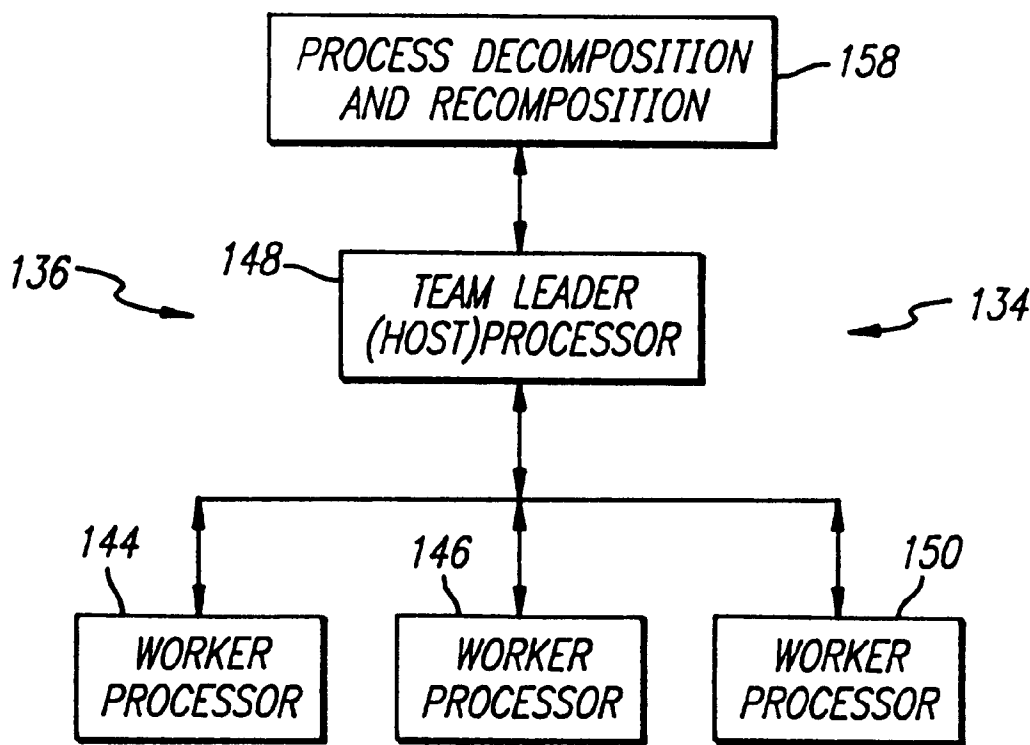 PROCESS DECOMPOSITION
AND RECOMPOSITION
158
148
TEAM LEADER
(HOST)PROCESSOR
136
134
144
WORKER
PROCESSOR
146
WORKER
PROCESSOR
150
WORKER
PROCESSOR